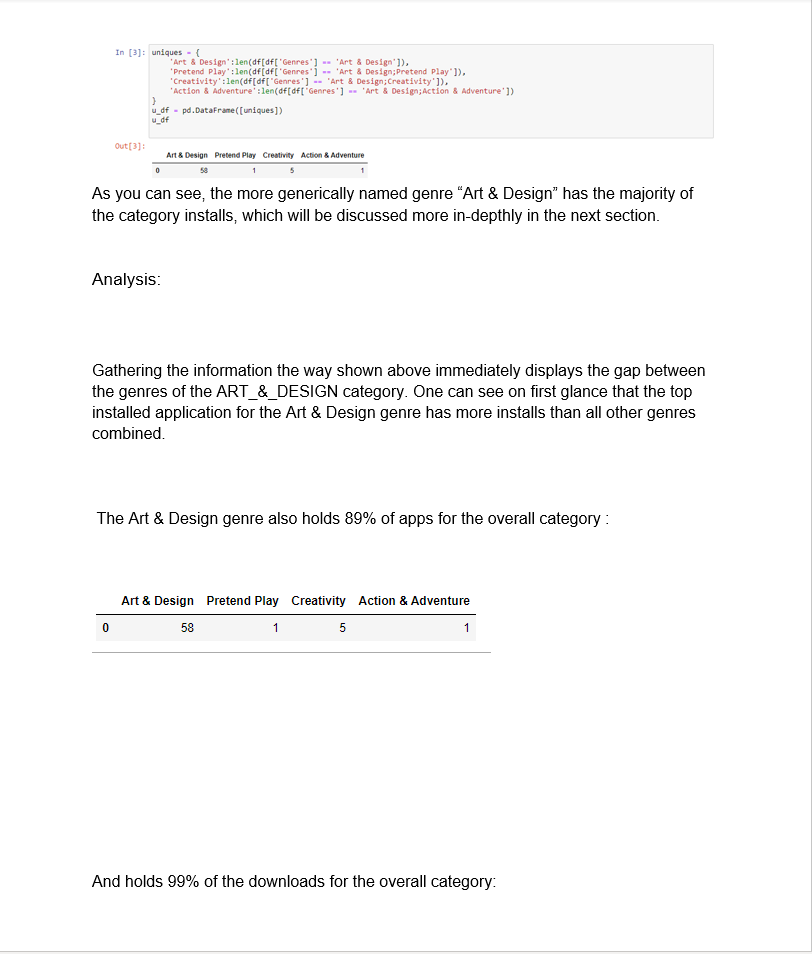 In [3]: uniques = {
'Art & Design':len(df[df['Genres'] == 'Art & Design']),
'Pretend Play':len(df[df['Genres'] == 'Art & Design;Pretend Play']),
'Creativity':len(df[df['Genres'] == 'Art & Design;Creativity']),
'Action & Adventure':len(df[df['Genres'] == 'Art & Design;Action & Adventure'])
}
u_df = pd.DataFrame([uniques])
u_df
Out[3]:
Art & Design Pretend Play Creativity Action & Adventure
0 58 1 5 1
As you can see, the more generically named genre “Art & Design” has the majority of
the category installs, which will be discussed more in-depthly in the next section.
Analysis:
Gathering the information the way shown above immediately displays the gap between
the genres of the ART_&_DESIGN category. One can see on first glance that the top
installed application for the Art & Design genre has more installs than all other genres
combined.
The Art & Design genre also holds 89% of apps for the overall category :
Art & Design Pretend Play Creativity Action & Adventure
0 58 1 5 1
And holds 99% of the downloads for the overall category: